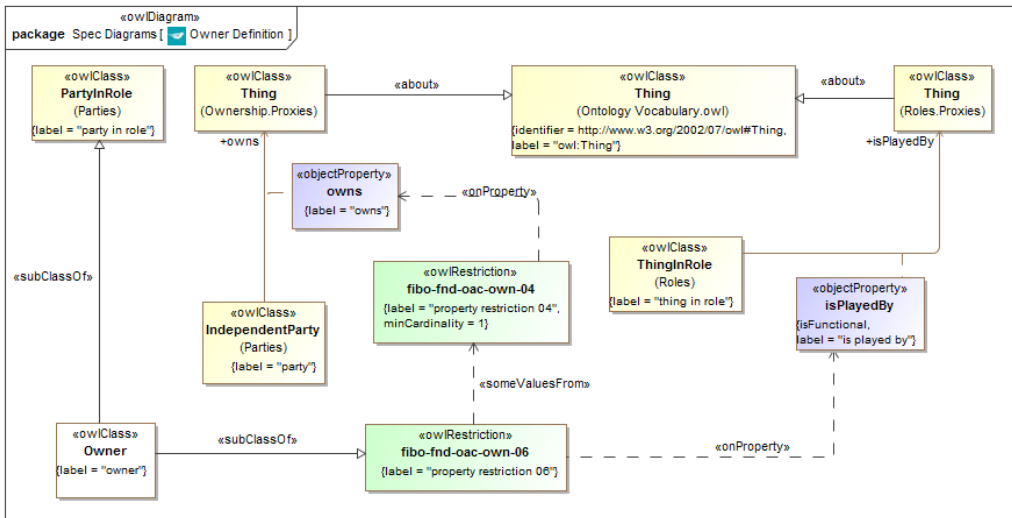 «owlDiagram»
package Spec Diagrams [ Owner Definition ]
«owlClass»
PartyInRole
(Parties)
{label = "party in role"}
«owlClass»
Thing
(Ownership.Proxies)
«about»
«owlClass»
Thing
(Ontology Vocabulary.owl)
{identifier = http://www.w3.org/2002/07/owl#Thing,
label = "owl:Thing"}
«about»
«owlClass»
Thing
(Roles.Proxies)
+owns
+isPlayedBy
«objectProperty»
owns
{label = "owns"}
«onProperty»
«subClassOf»
«owlRestriction»
fibo-fnd-oac-own-04
{label = "property restriction 04",
minCardinality = 1}
«owlClass»
ThingInRole
(Roles)
{label = "thing in role"}
«objectProperty»
isPlayedBy
{isFunctional,
label = "is played by"}
«owlClass»
IndependentParty
(Parties)
{label = "party"}
«someValuesFrom»
«owlClass»
Owner
{label = "owner"}
«subClassOf»
«owlRestriction»
fibo-fnd-oac-own-06
{label = "property restriction 06"}
«onProperty»